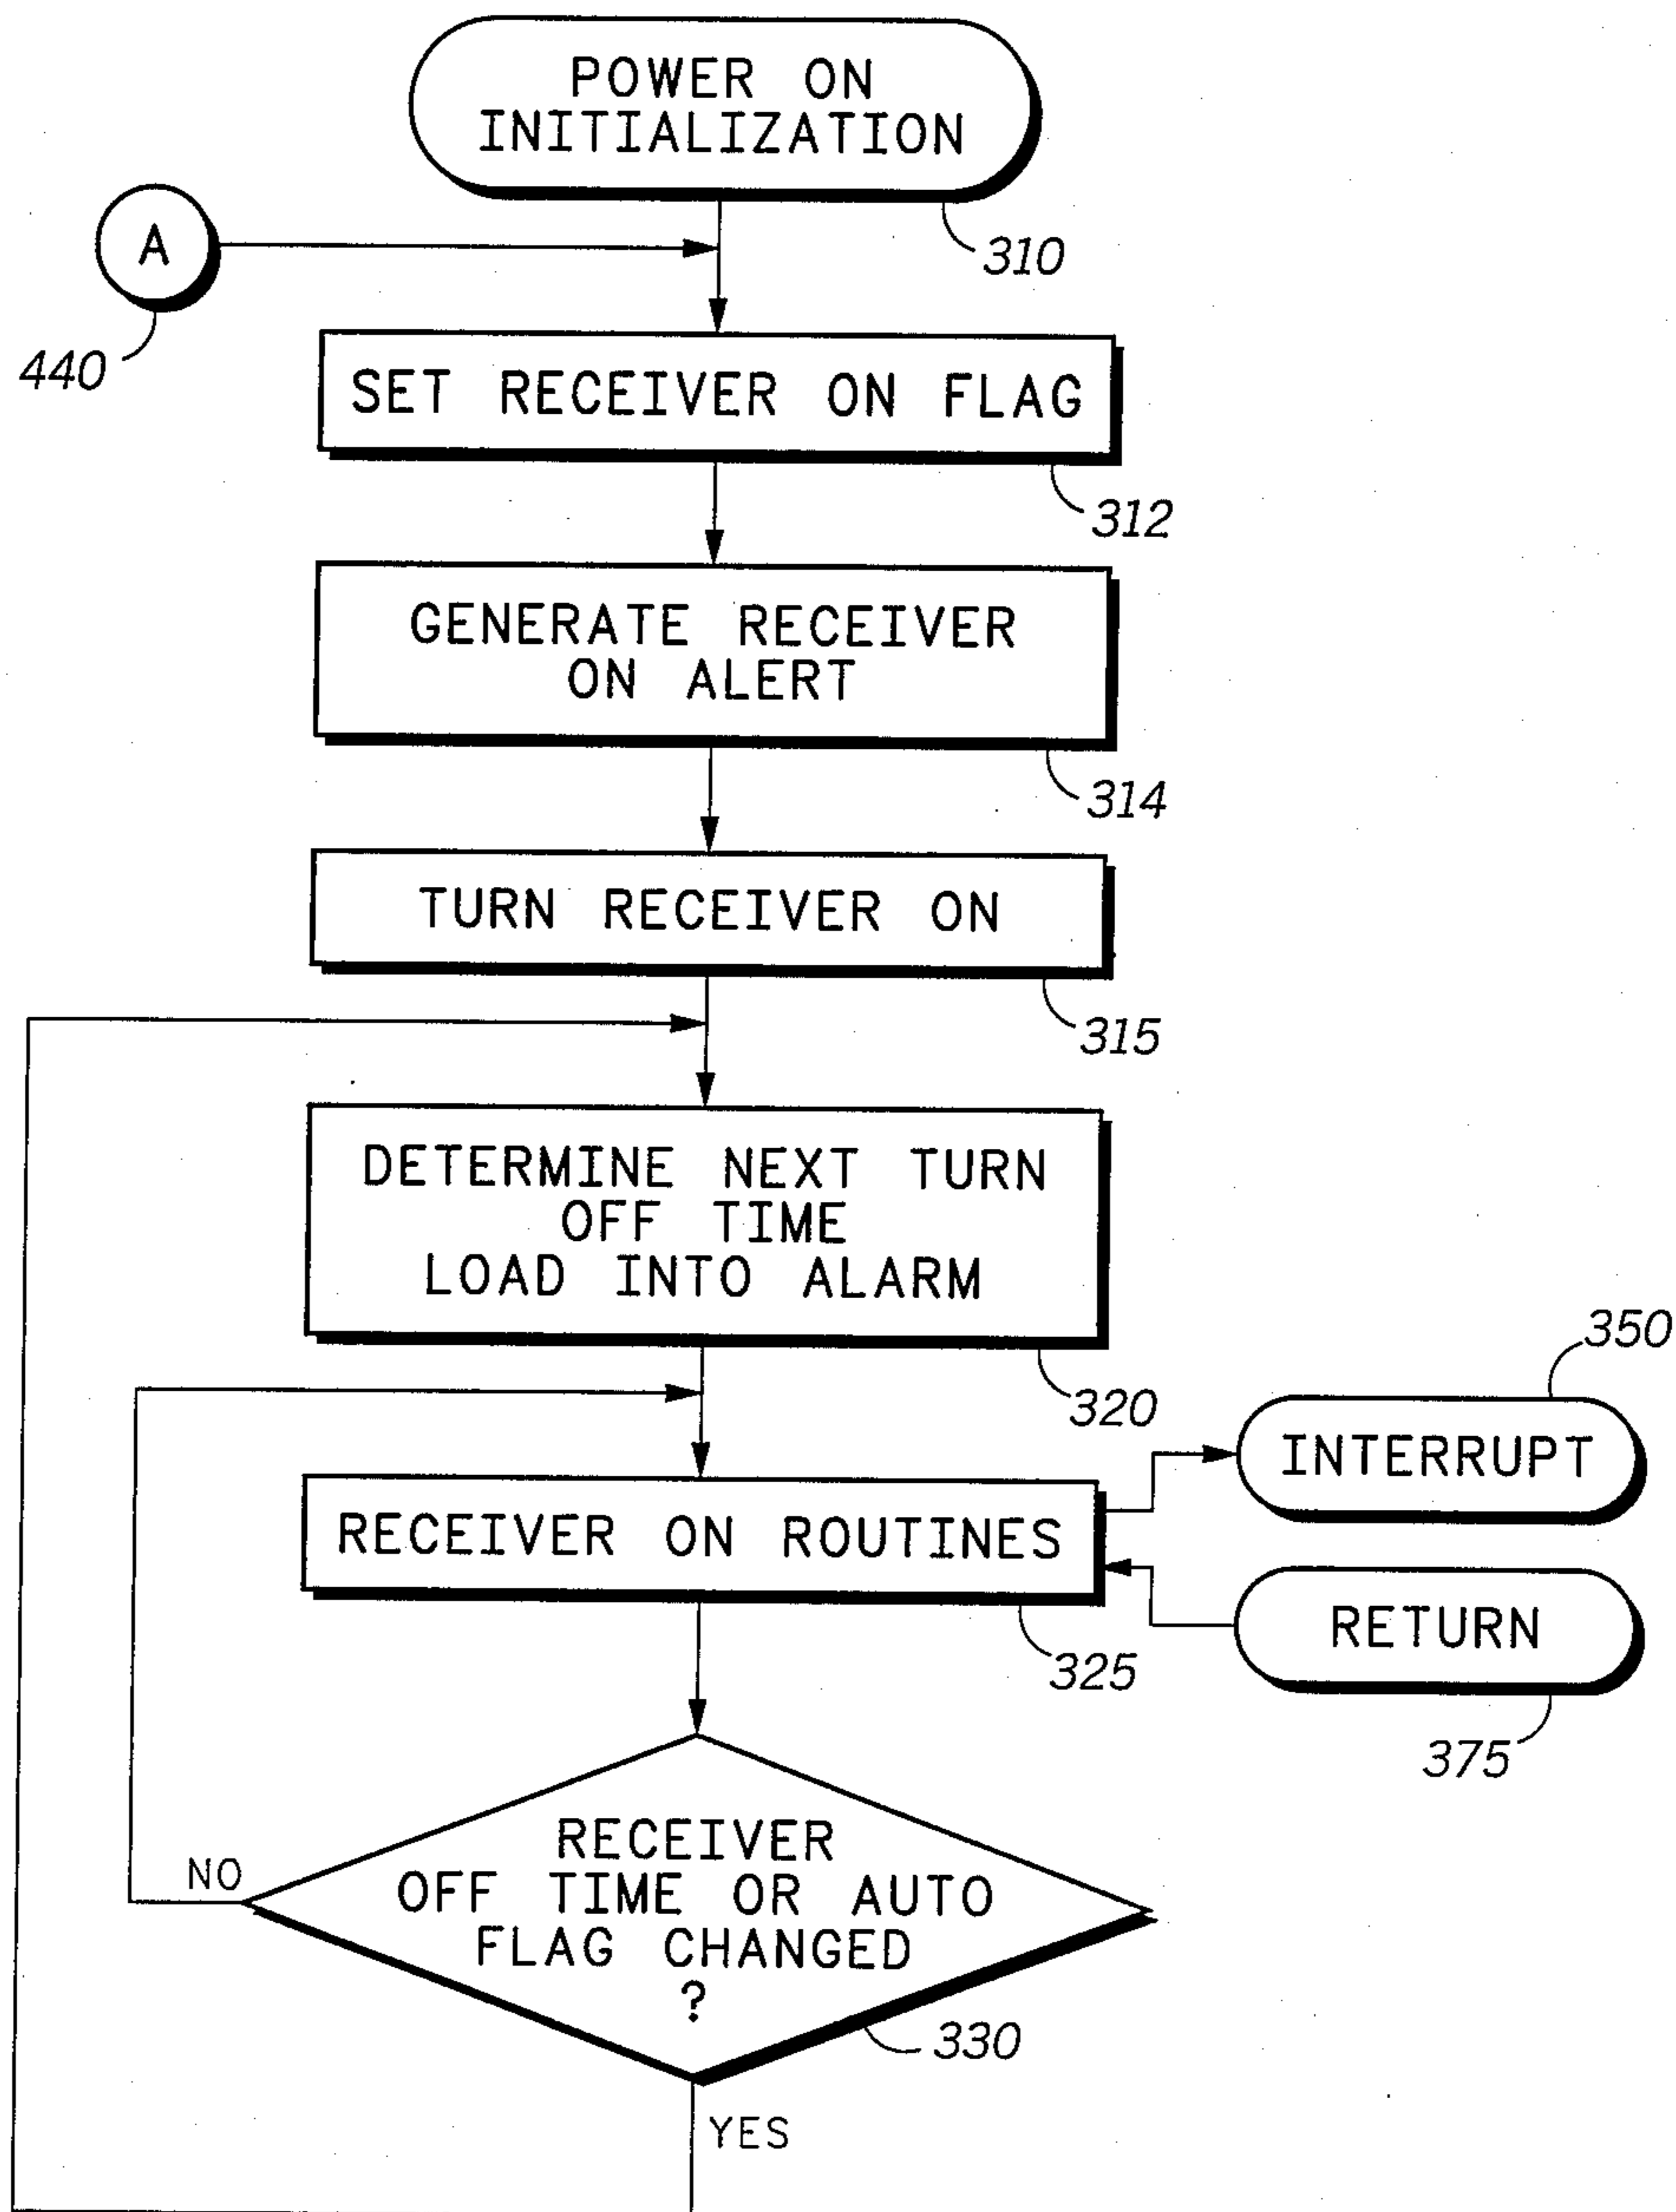 POWER ON
INITIALIZATION
310
A
440
SET RECEIVER ON FLAG
312
GENERATE RECEIVER
ON ALERT
314
TURN RECEIVER ON
315
DETERMINE NEXT TURN
OFF TIME
LOAD INTO ALARM
320
350
INTERRUPT
RECEIVER ON ROUTINES
325
RETURN
375
RECEIVER
OFF TIME OR AUTO
FLAG CHANGED
?
NO
330
YES